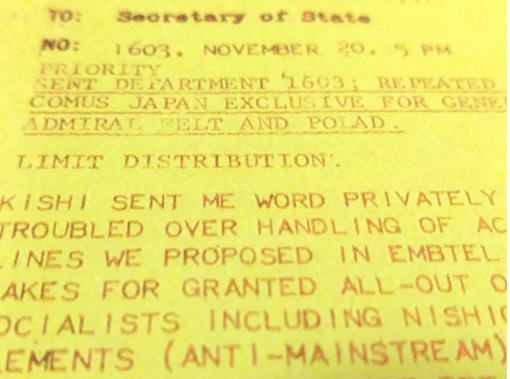 TO: Secretary of State
NO: 1603, NOVEMBER 20, 5 PM
PRIORITY
SENT DEPARTMENT 1603; REPEATED
COMUS JAPAN EXCLUSIVE FOR GENE
ADMIRAL FELT AND POLAD.
LIMIT DISTRIBUTION.
KISHI SENT ME WORD PRIVATELY
TROUBLED OVER HANDLING OF AC
LINES WE PROPOSED IN EMBTEL
AKES FOR GRANTED ALL-OUT O
OCIALISTS INCLUDING NISHIO
EMENTS (ANTI-MAINSTREAM)